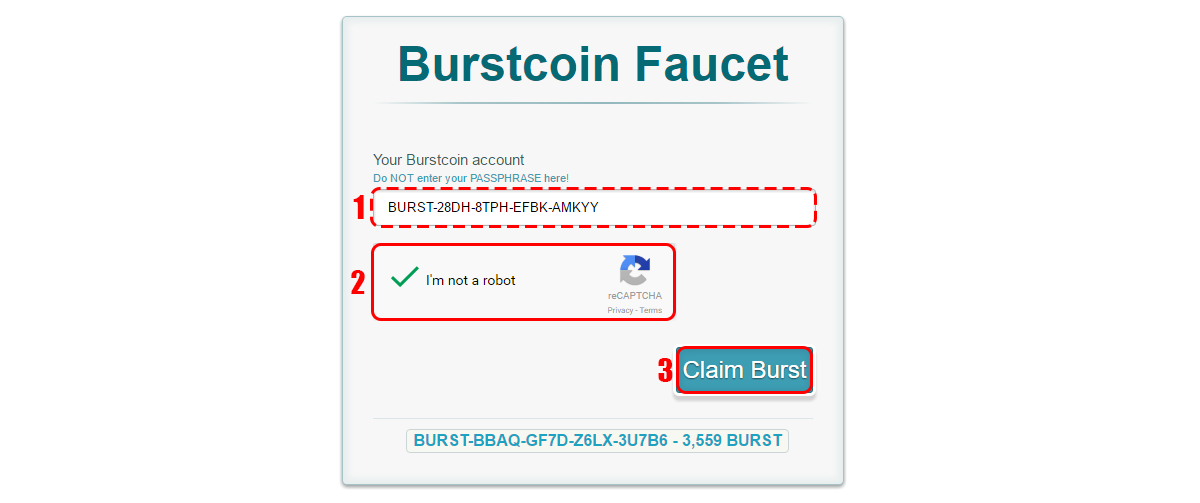 Burstcoin Faucet
Your Burstcoin account
Do NOT enter your PASSPHRASE here!
1
BURST-28DH-8TPH-EFBK-AMKYY
2
I'm not a robot
reCAPTCHA
Privacy - Terms
3
Claim Burst
BURST-BBAQ-GF7D-Z6LX-3U7B6 - 3,559 BURST